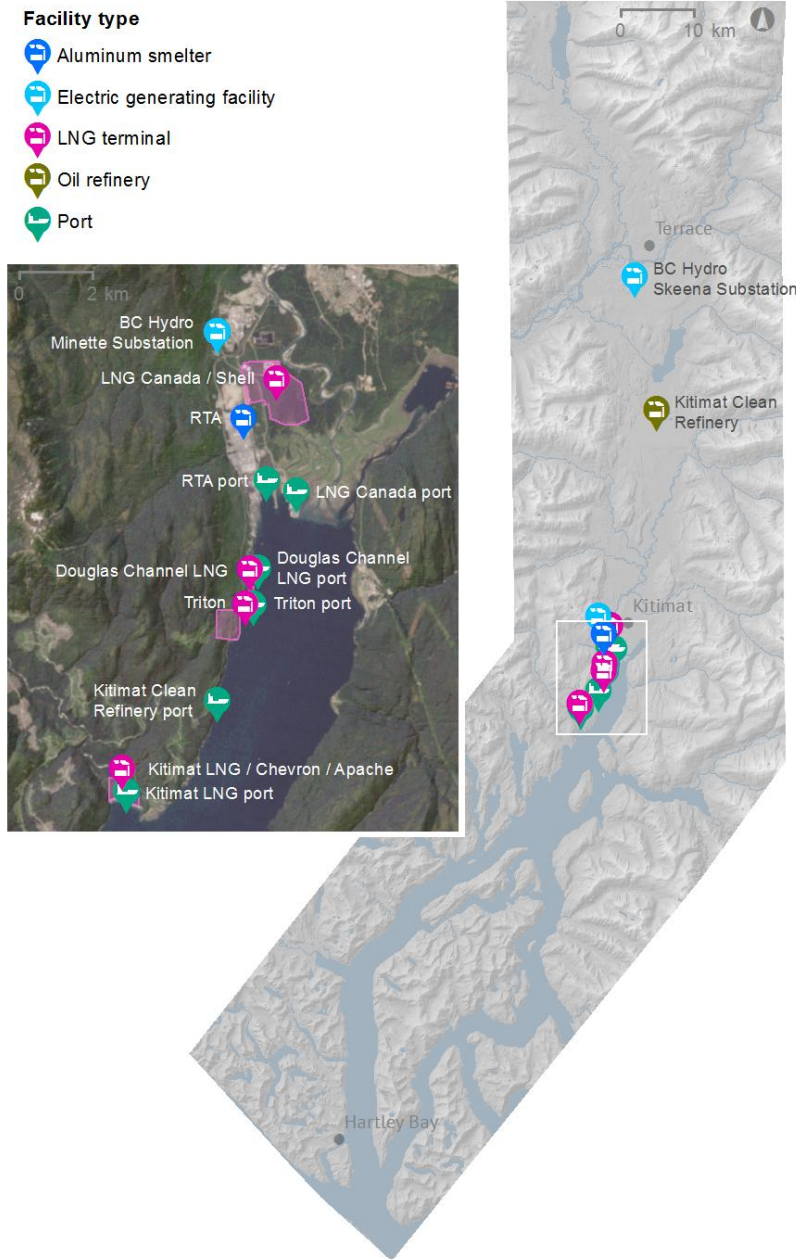 Facility type
Aluminum smelter
Electric generating facility
LNG terminal
Oil refinery
Port
0 10 km
Terrace
BC Hydro
Skeena Substation
Kitimat Clean
Refinery
Kitimat
Hartley Bay
0 2 km
BC Hydro
Minette Substation
LNG Canada / Shell
RTA
RTA port
LNG Canada port
Douglas Channel LNG
Douglas Channel
LNG port
Triton
Triton port
Kitimat Clean
Refinery port
Kitimat LNG / Chevron / Apache
Kitimat LNG port